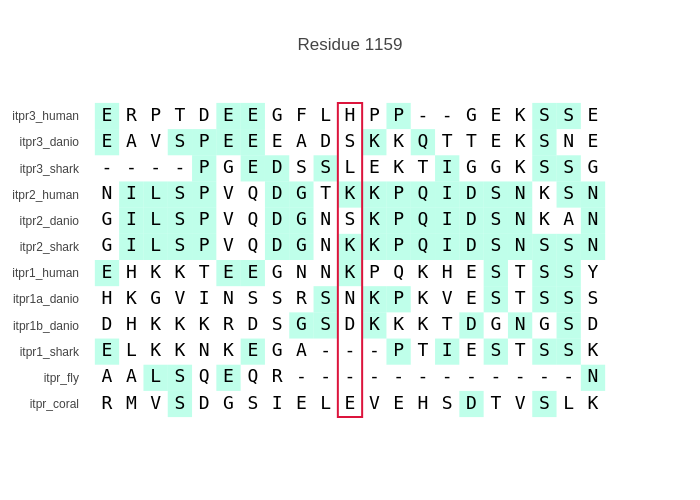 Residue 1159
itpr3_human E R P T D E E G F L H P P - - G E K S S E
itpr3_danio E A V S P E E E A D S K K Q T T E K S N E
itpr3_shark - - - - P G E D S S L E K T I G G K S S G
itpr2_human N I L S P V Q D G T K K P Q I D S N K S N
itpr2_danio G I L S P V Q D G N S K P Q I D S N K A N
itpr2_shark G I L S P V Q D G N K K P Q I D S N S S N
itpr1_human E H K K T E E G N N K P Q K H E S T S S Y
itpr1a_danio H K G V I N S S R S N K P K V E S T S S S
itpr1b_danio D H K K K R D S G S D K K K T D G N G S D
itpr1_shark E L K K N K E G A - - - P T I E S T S S K
itpr_fly A A L S Q E Q R - - - - - - - - - - - - N
itpr_coral R M V S D G S I E L E V E H S D T V S L K